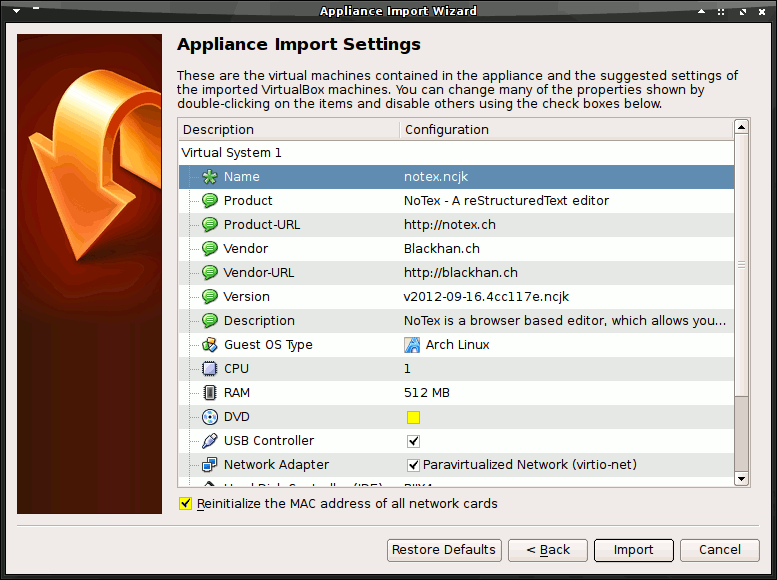 Appliance Import Wizard
Appliance Import Settings
These are the virtual machines contained in the appliance and the suggested settings of
the imported VirtualBox machines. You can change many of the properties shown by
double-clicking on the items and disable others using the check boxes below.
Description Configuration
Virtual System 1
Name notex.ncjk
Product NoTex - A reStructuredText editor
Product-URL http://notex.ch
Vendor Blackhan.ch
Vendor-URL http://blackhan.ch
Version v2012-09-16.4cc117e.ncjk
Description NoTex is a browser based editor, which allows you...
Guest OS Type Arch Linux
CPU 1
RAM 512 MB
DVD
USB Controller
Network Adapter Paravirtualized Network (virtio-net)
Hard Disk Controller (IDE) PIIX4
Reinitialize the MAC address of all network cards
Restore Defaults < Back Import Cancel